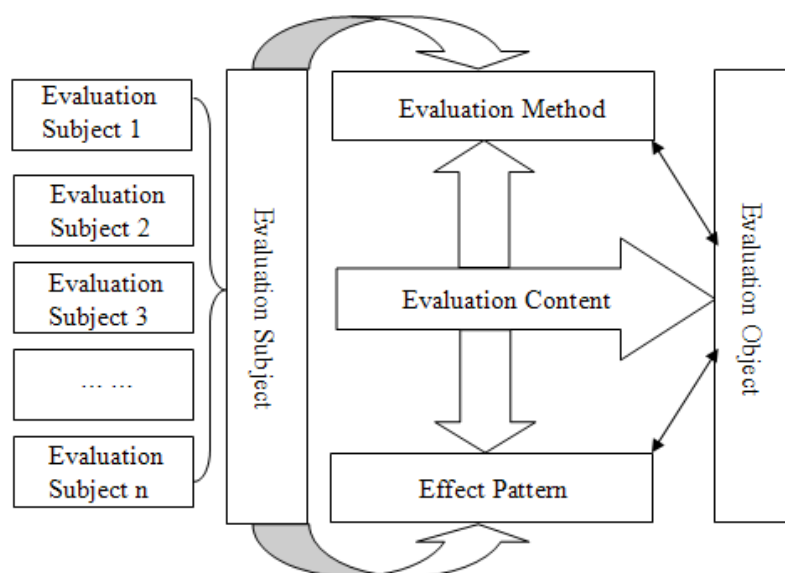 Evaluation
Subject 1
Evaluation
Subject 2
Evaluation
Subject 3
... ...
Evaluation
Subject n
Evaluation Subject
Evaluation Method
Evaluation Content
Effect Pattern
Evaluation Object